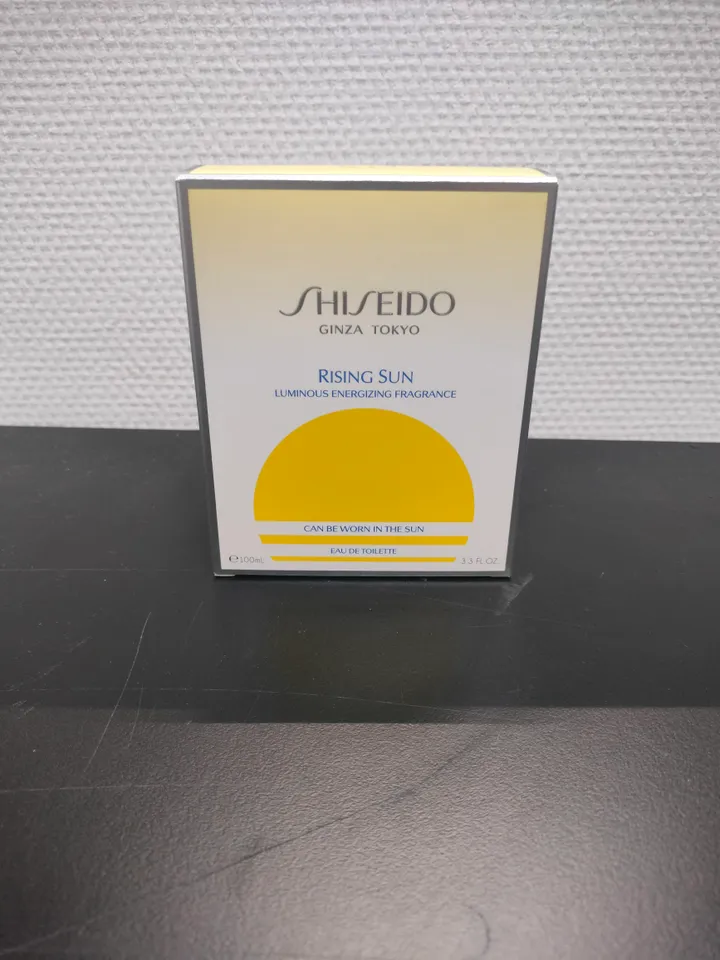 SHISEIDO
GINZA TOKYO
RISING SUN
LUMINOUS ENERGIZING FRAGRANCE
CAN BE WORN IN THE SUN
EAU DE TOILETTE
℮100mL 3.3 FL. OZ.